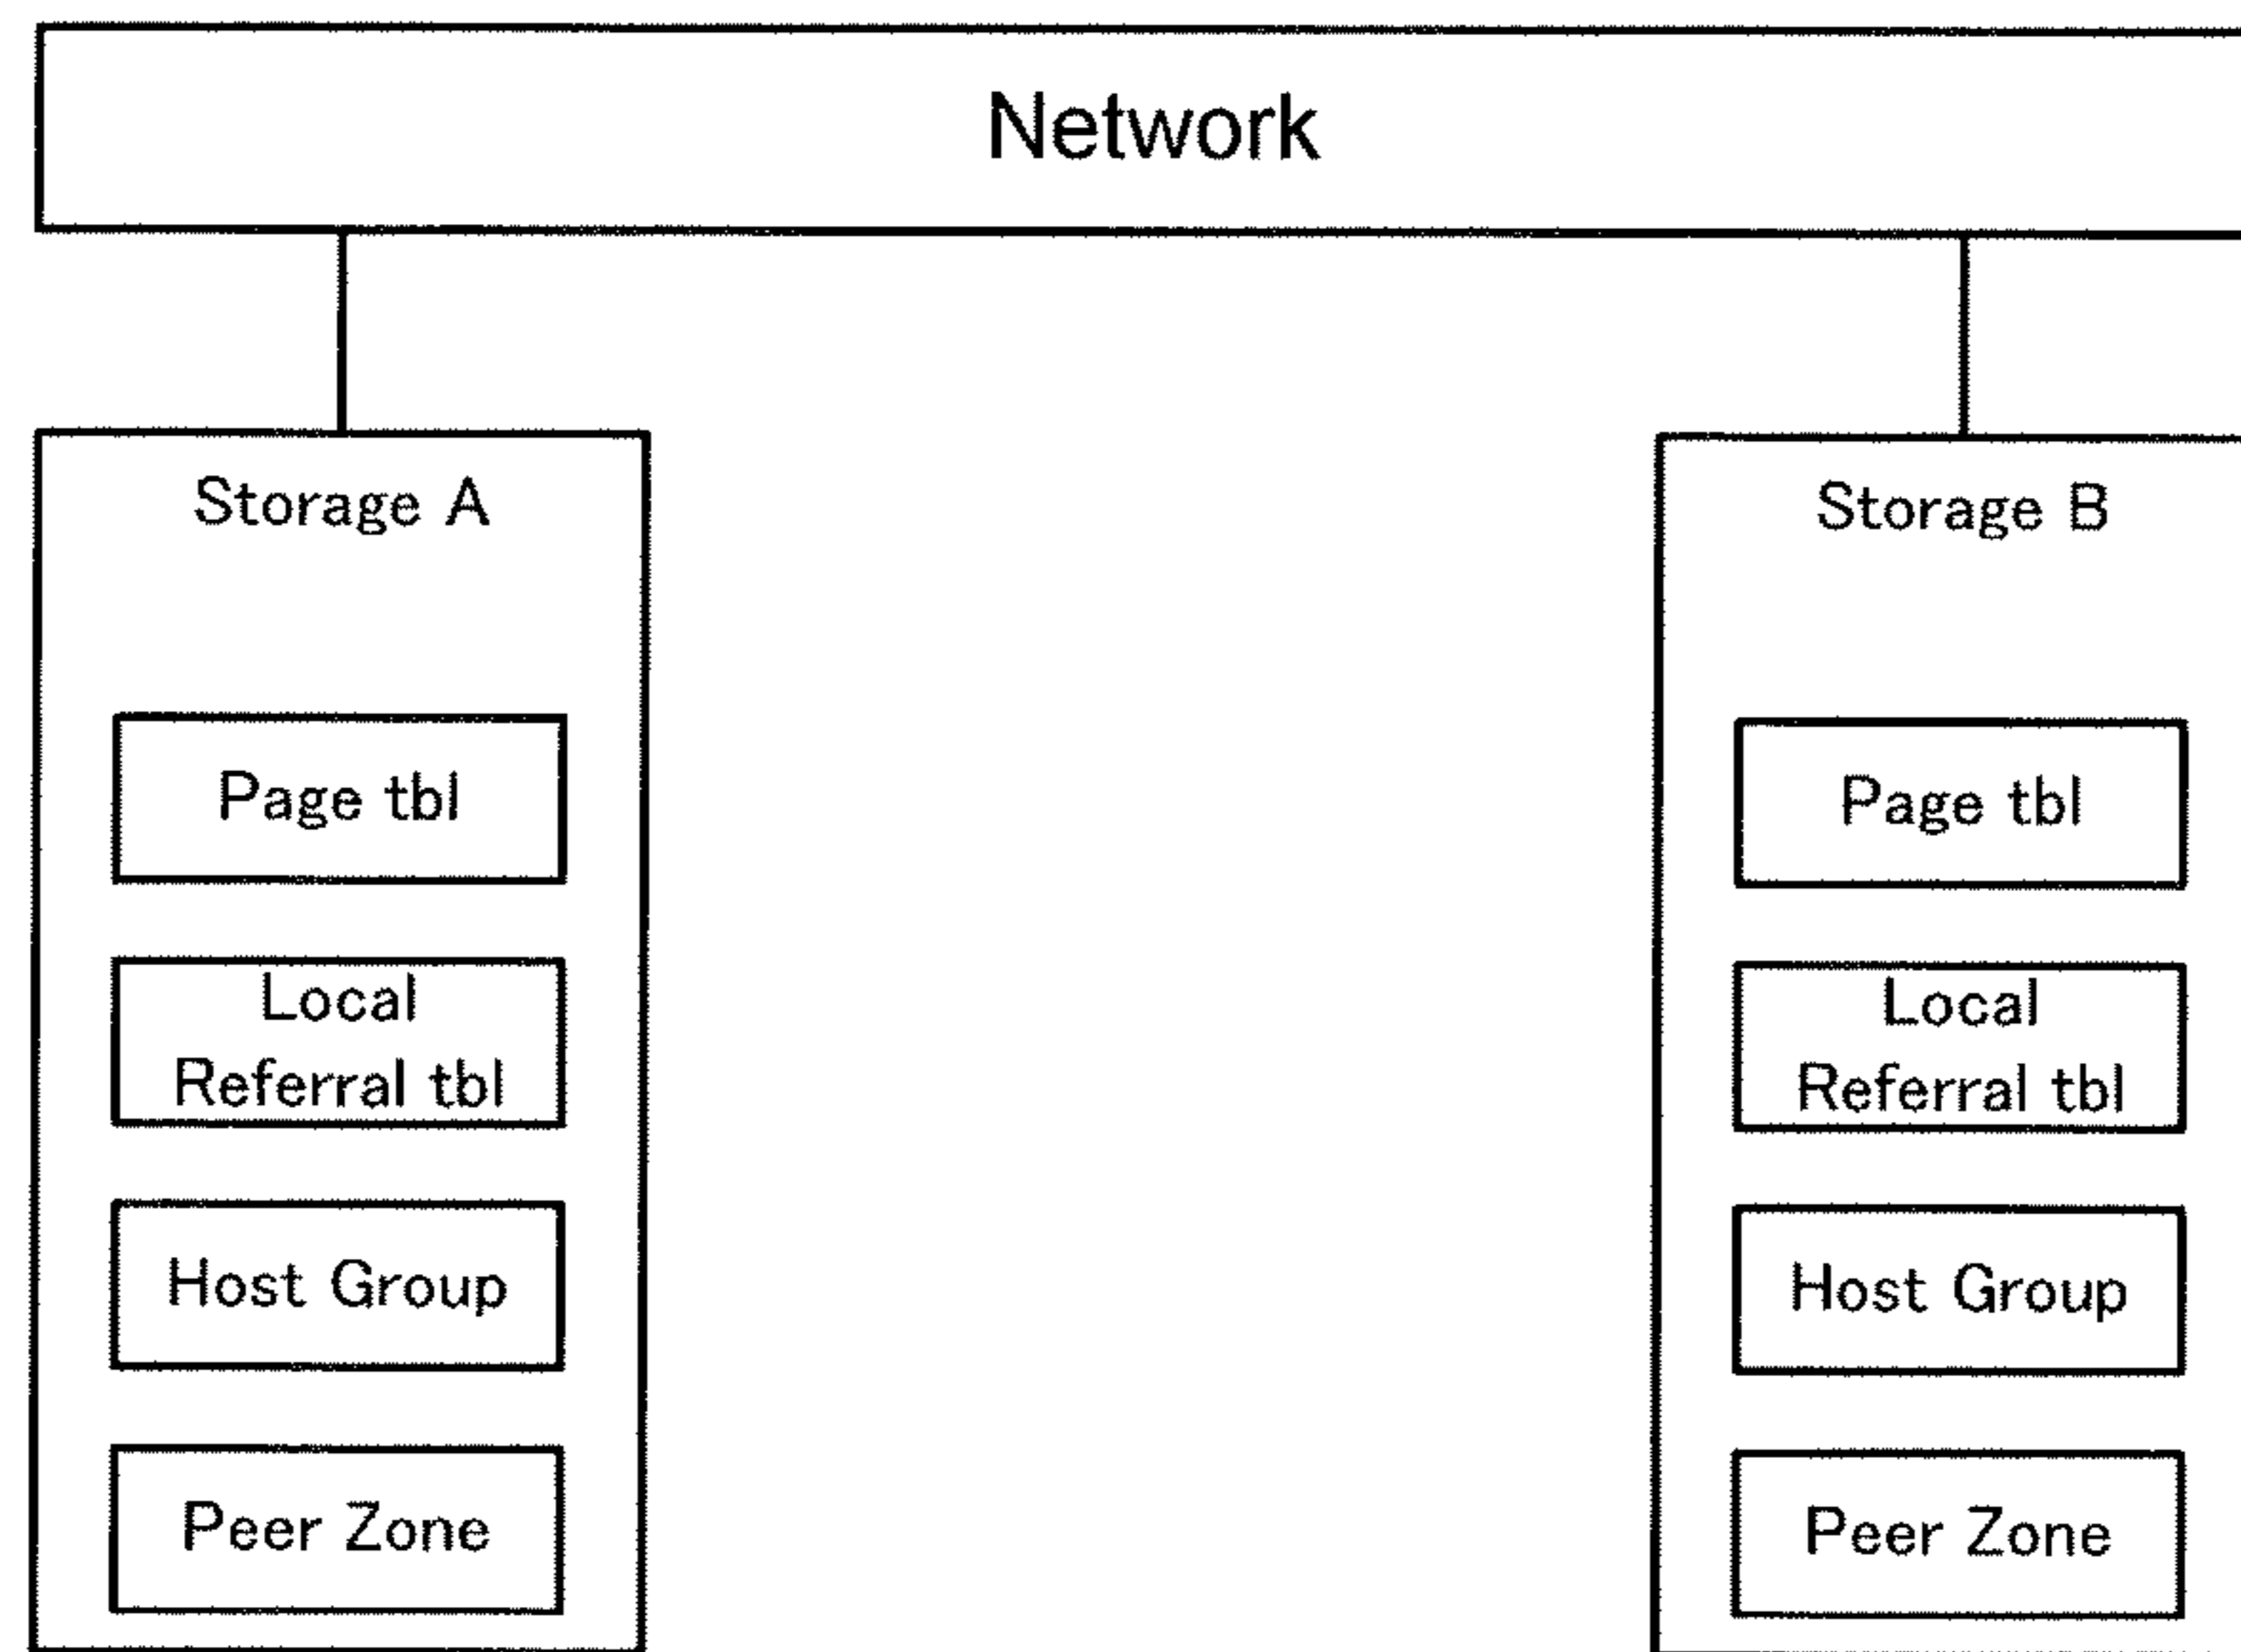 Network
Storage A
Page tbl
Local
Referral tbl
Host Group
Peer Zone
Storage B
Page tbl
Local
Referral tbl
Host Group
Peer Zone